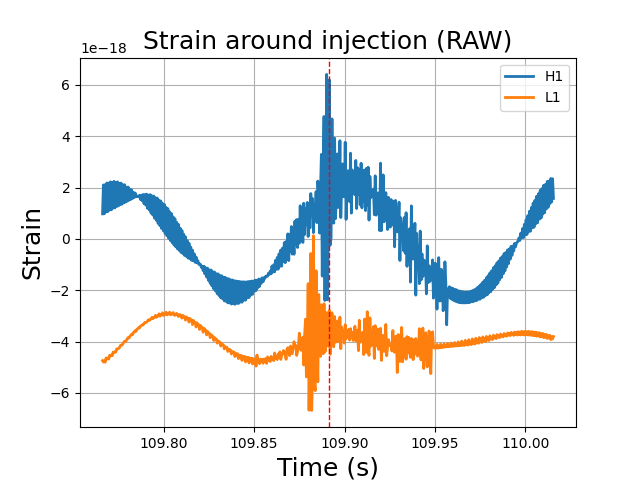 Strain around injection (RAW)
1e−18
H1
L1
6
4
2
0
−2
−4
−6
Strain
109.80 109.85 109.90 109.95 110.00
Time (s)